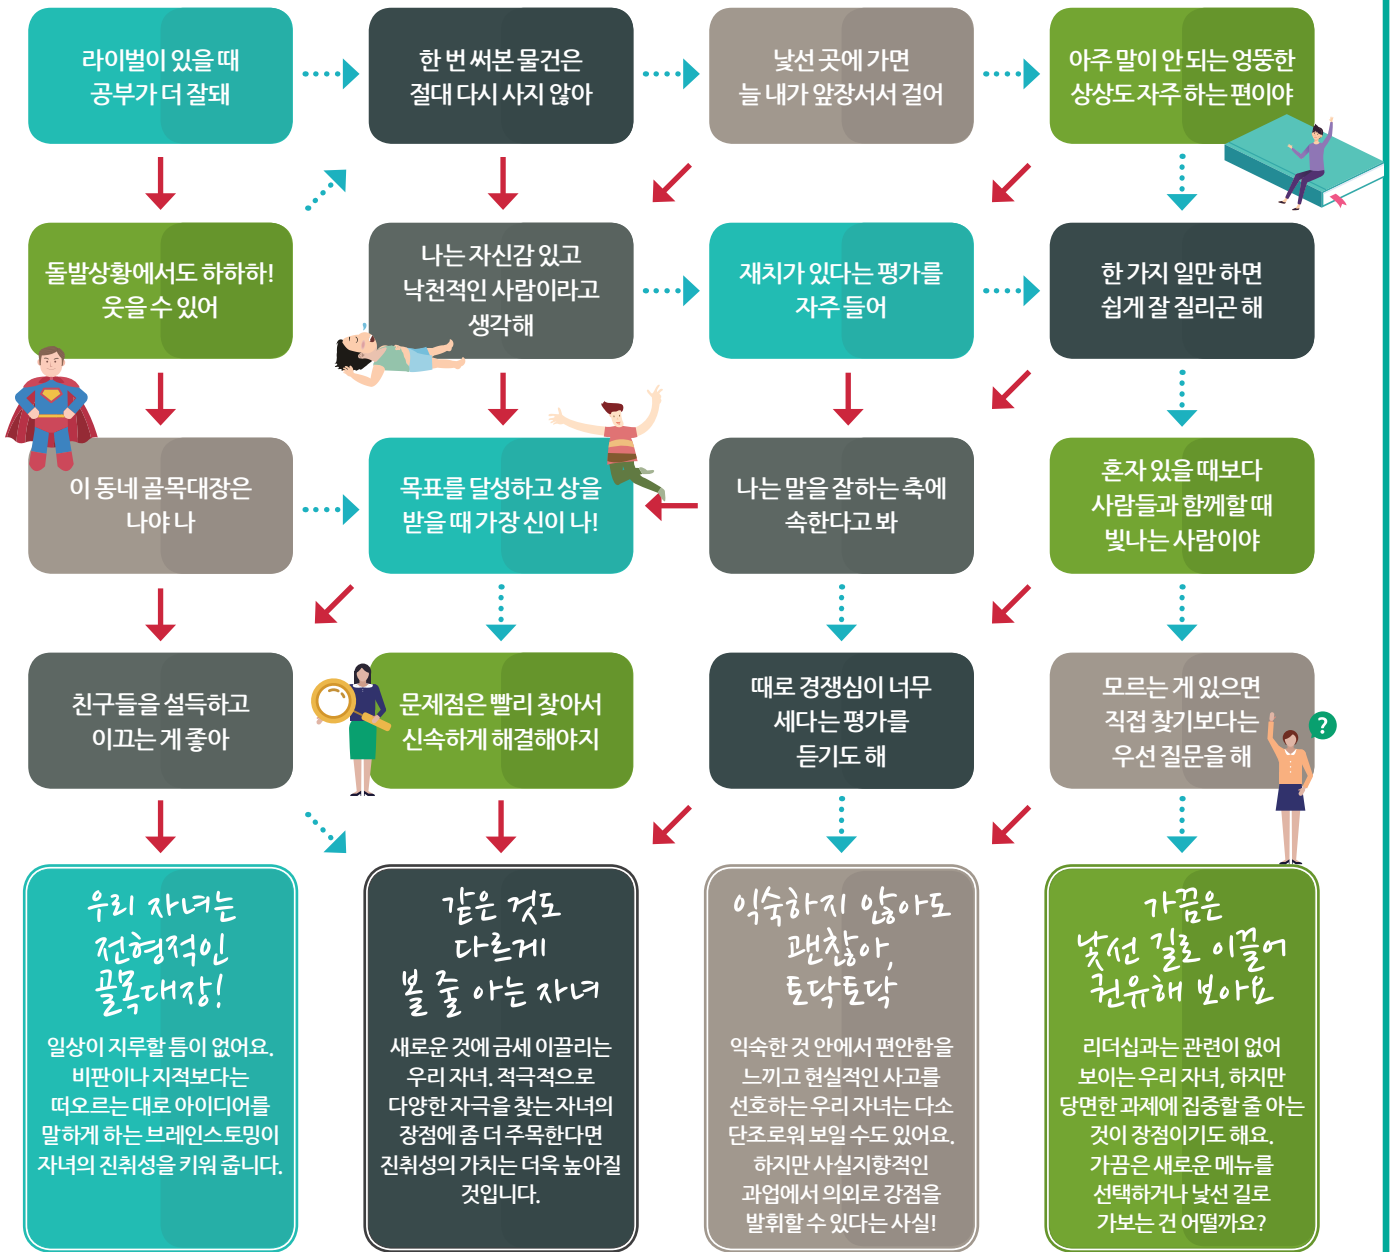 라이벌이 있을 때
공부가 더 잘돼
한 번 써본 물건은
절대 다시 사지 않아
낯선 곳에 가면
늘 내가 앞장서서 걸어
아주 말이 안 되는 엉뚱한
상상도 자주 하는 편이야
돌발상황에서도 하하하!
웃을 수 있어
나는 자신감 있고
낙천적인 사람이라고
생각해
재치가 있다는 평가를
자주 들어
한 가지 일만 하면
쉽게 잘 질리곤 해
이 동네 골목대장은
나야 나
목표를 달성하고 상을
받을 때 가장 신이 나!
나는 말을 잘하는 축에
속한다고 봐
혼자 있을 때보다
사람들과 함께할 때
빛나는 사람이야
친구들을 설득하고
이끄는 게 좋아
문제점은 빨리 찾아서
신속하게 해결해야지
때로 경쟁심이 너무
세다는 평가를
듣기도 해
모르는 게 있으면
직접 찾기보다는
우선 질문을 해
?
우리 자녀는
전형적인
골목대장!
일상이 지루할 틈이 없어요.
비판이나 지적보다는
떠오르는 대로 아이디어를
말하게 하는 브레인스토밍이
자녀의 진취성을 키워 줍니다.
같은 것도
다르게
볼 줄 아는 자녀
새로운 것에 금세 이끌리는
우리 자녀. 적극적으로
다양한 자극을 찾는 자녀의
장점에 좀 더 주목한다면
진취성의 가치는 더욱 높아질
것입니다.
익숙하지 않아도
괜찮아,
토닥토닥
익숙한 것 안에서 편안함을
느끼고 현실적인 사고를
선호하는 우리 자녀는 다소
단조로워 보일 수도 있어요.
하지만 사실지향적인
과업에서 의외로 강점을
발휘할 수 있다는 사실!
가끔은
낯선 길로 이끌어
권유해 보아요
리더십과는 관련이 없어
보이는 우리 자녀, 하지만
당면한 과제에 집중할 줄 아는
것이 장점이기도 해요.
가끔은 새로운 메뉴를
선택하거나 낯선 길로
가보는 건 어떨까요?